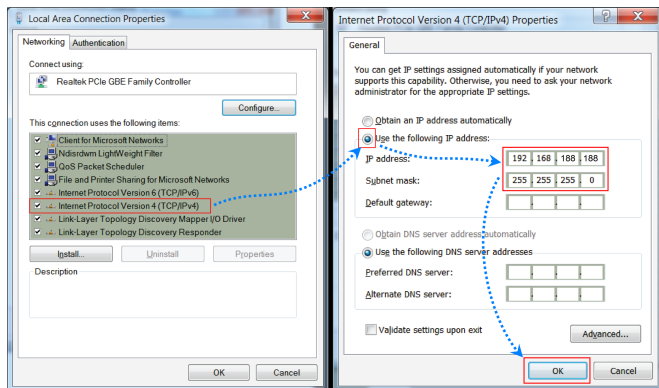 Local Area Connection Properties
Networking Authentication
Connect using:
Realtek PCIe GBE Family Controller
Configure...
This connection uses the following items:
Client for Microsoft Networks
Ndisrdwm LightWeight Filter
QoS Packet Scheduler
File and Printer Sharing for Microsoft Networks
Internet Protocol Version 6 (TCP/IPv6)
Internet Protocol Version 4 (TCP/IPv4)
Link-Layer Topology Discovery Mapper I/O Driver
Link-Layer Topology Discovery Responder
Install... Uninstall Properties
Description
OK Cancel
Internet Protocol Version 4 (TCP/IPv4) Properties
General
You can get IP settings assigned automatically if your network
supports this capability. Otherwise, you need to ask your network
administrator for the appropriate IP settings.
Obtain an IP address automatically
Use the following IP address:
IP address: 192 . 168 . 188 . 188
Subnet mask: 255 . 255 . 255 . 0
Default gateway: . . .
Obtain DNS server address automatically
Use the following DNS server addresses
Preferred DNS server: . . .
Alternate DNS server: . . .
Validate settings upon exit
Advanced...
OK Cancel